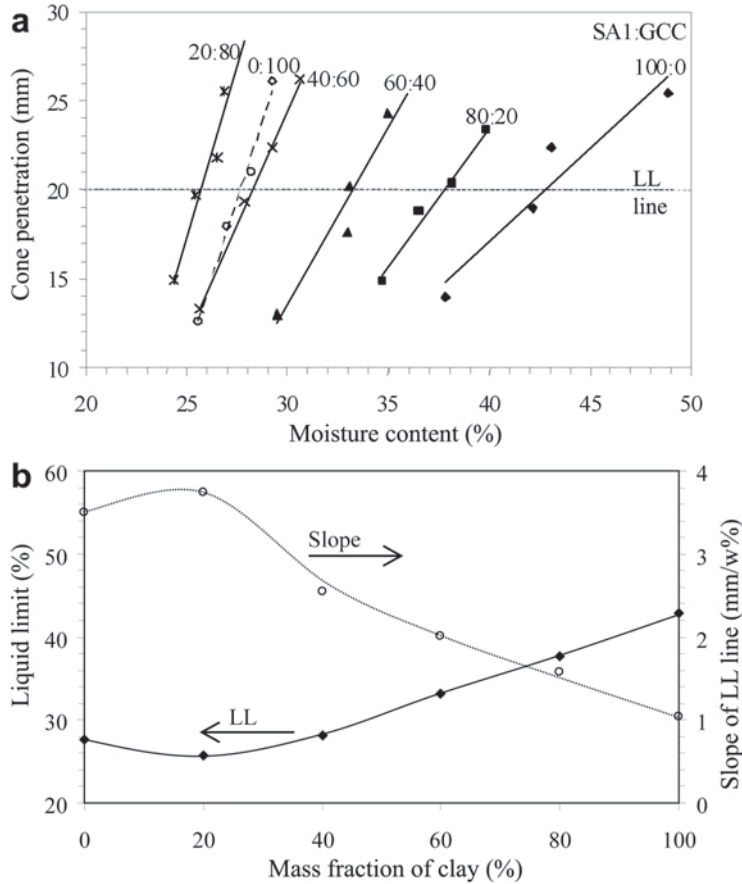 a
30
25
20
15
10
Cone penetration (mm)
SA1:GCC
20:80
0:100
40:60
60:40
80:20
100:0
LL
line
20 25 30 35 40 45 50
Moisture content (%)
b
60
50
40
30
20
Liquid limit (%)
Slope
LL
4
3
2
1
0
Slope of LL line (mm/w%)
0 20 40 60 80 100
Mass fraction of clay (%)